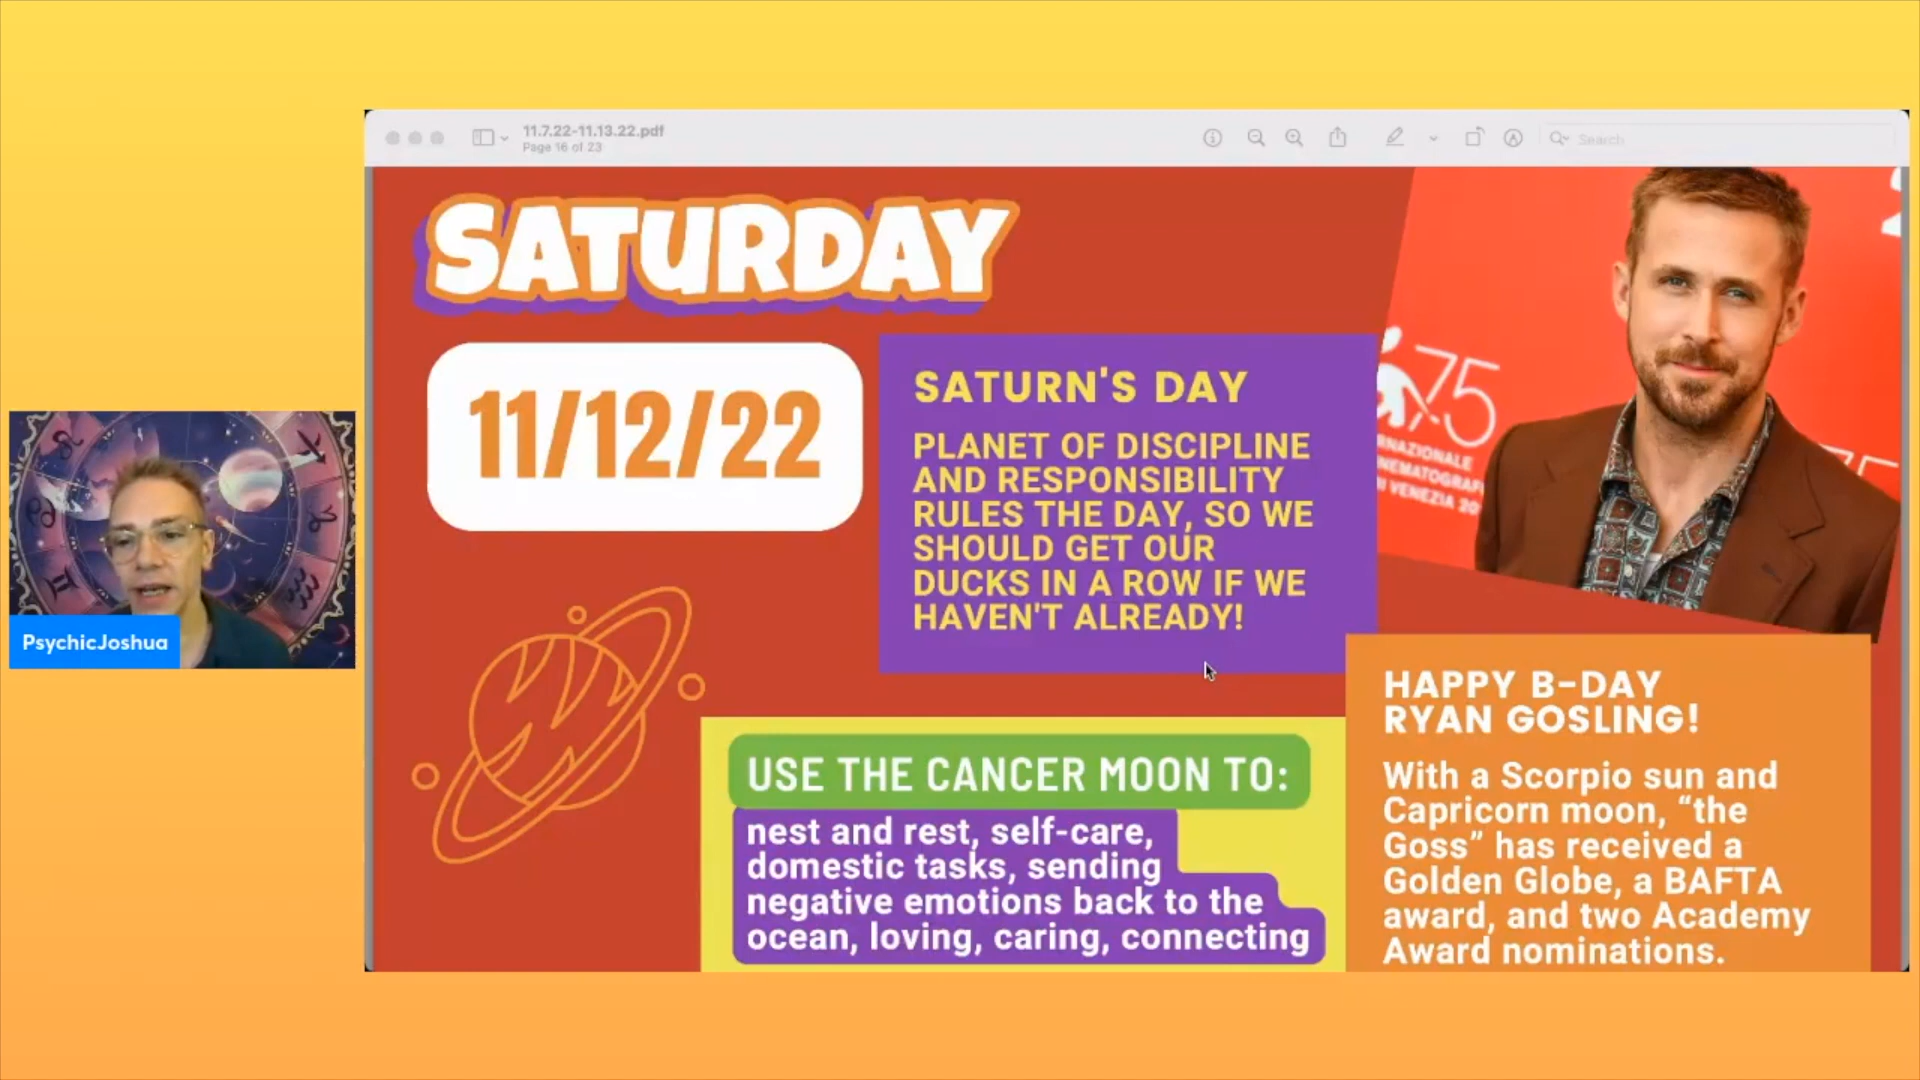 11.7.22-11.13.22.pdf
Page 16 of 23
Search
SATURDAY
11/12/22
SATURN'S DAY
PLANET OF DISCIPLINE
AND RESPONSIBILITY
RULES THE DAY, SO WE
SHOULD GET OUR
DUCKS IN A ROW IF WE
HAVEN'T ALREADY!
75
NEMATOGRAF
VENEZIA 20
PsychicJoshua
USE THE CANCER MOON TO:
nest and rest, self-care,
domestic tasks, sending
negative emotions back to the
ocean, loving, caring, connecting
HAPPY B-DAY
RYAN GOSLING!
With a Scorpio sun and
Capricorn moon, “the
Goss” has received a
Golden Globe, a BAFTA
award, and two Academy
Award nominations.